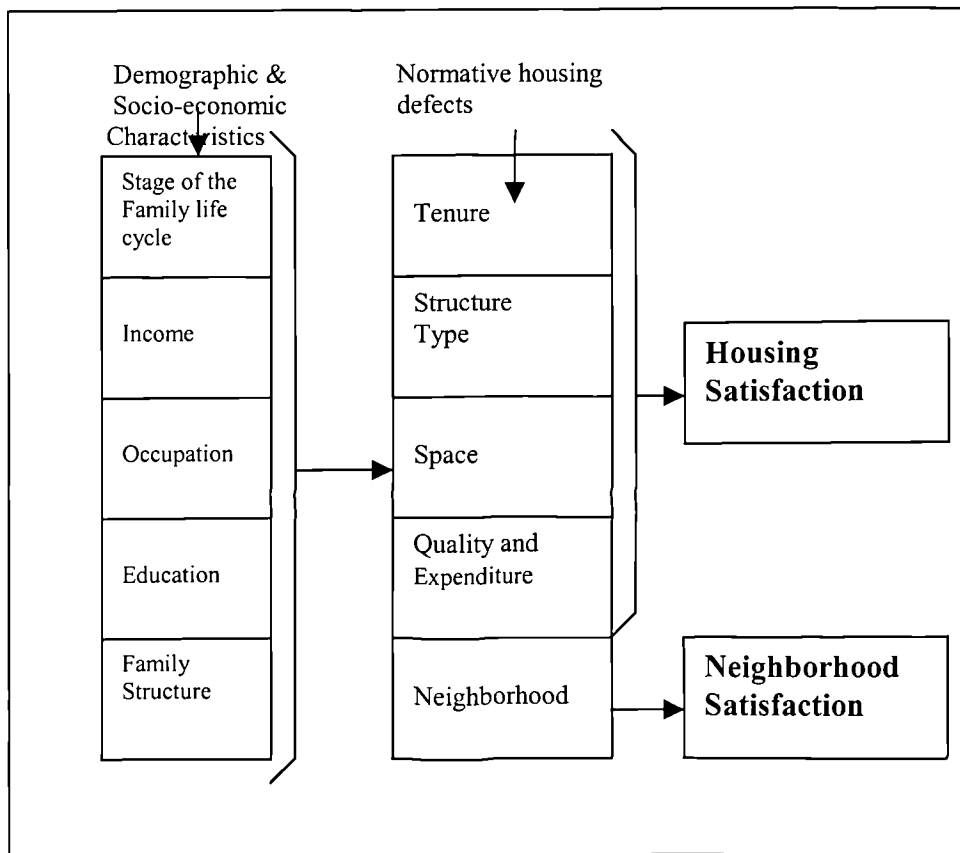 Demographic &
Socio-economic
Characteristics
Stage of the
Family life
cycle
Income
Occupation
Education
Family
Structure
Normative housing
defects
Tenure
Structure
Type
Space
Quality and
Expenditure
Neighborhood
Housing
Satisfaction
Neighborhood
Satisfaction